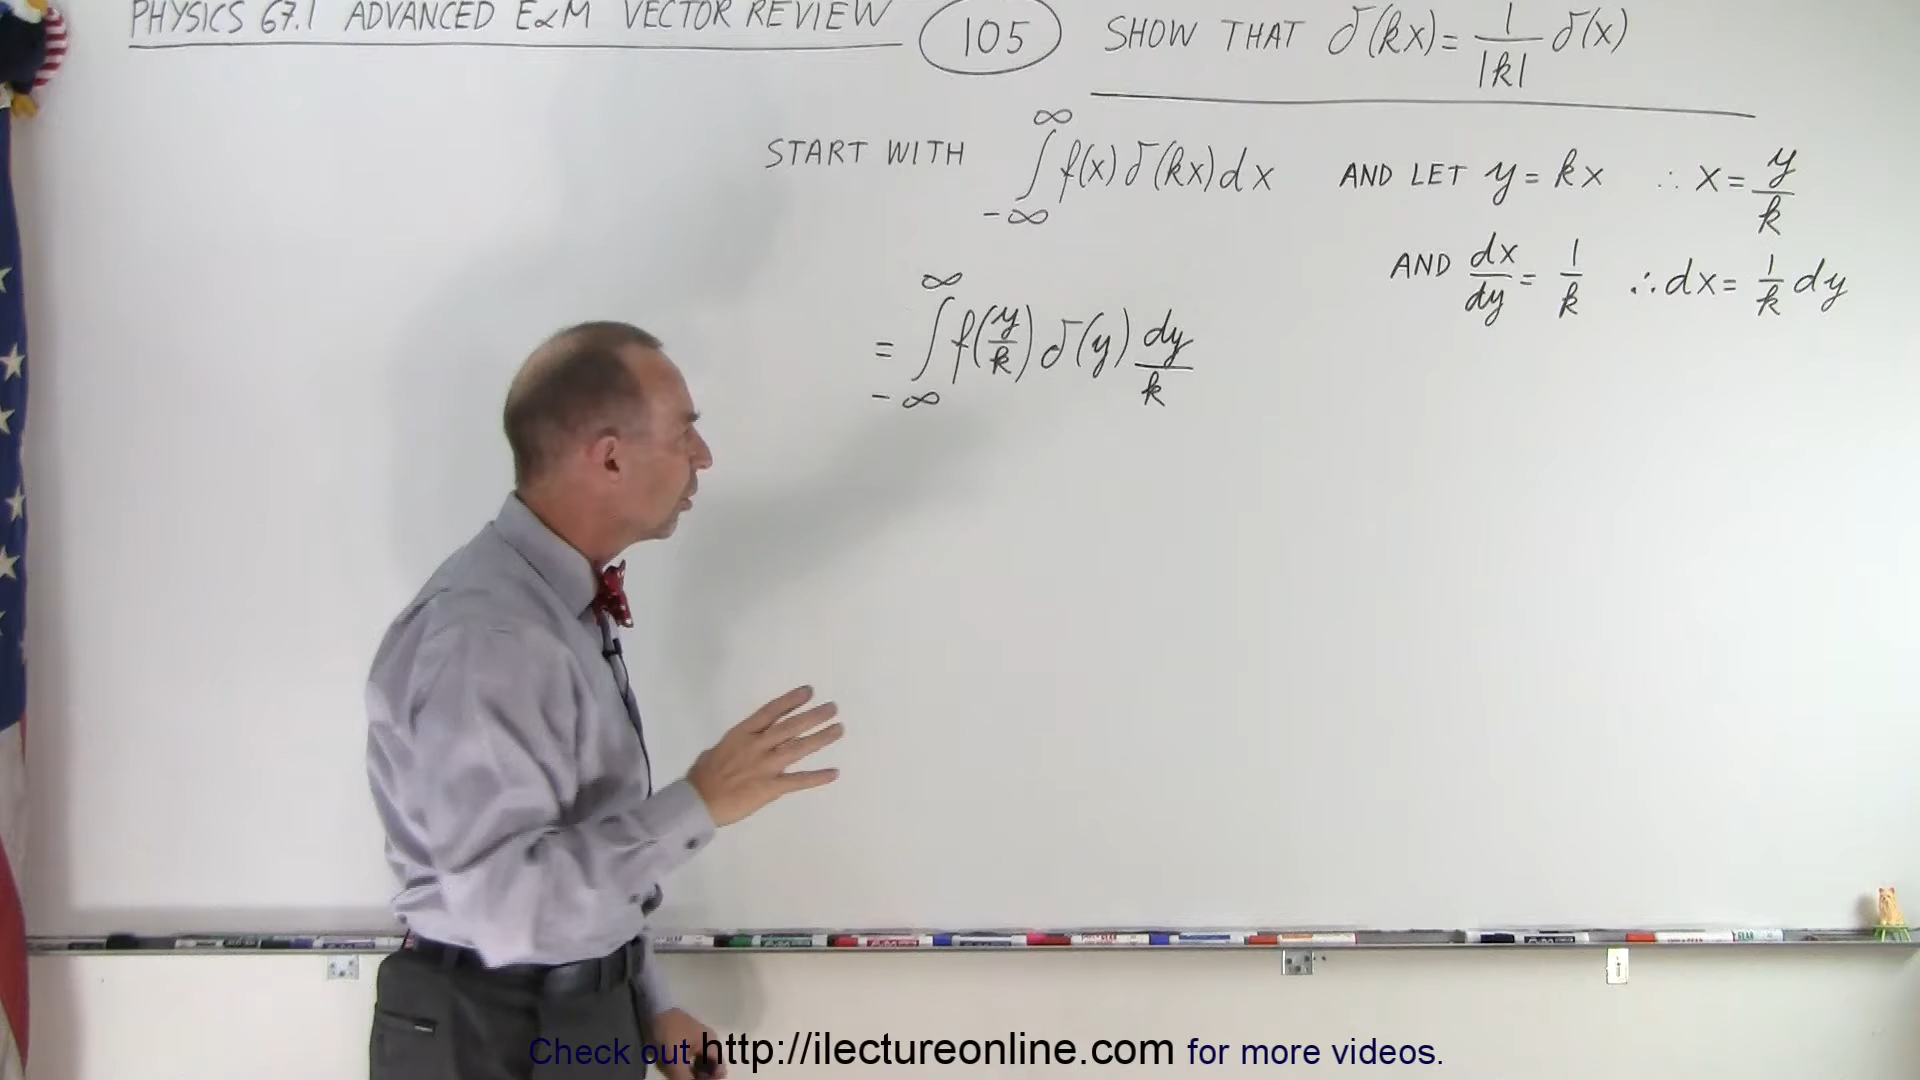 PHYSICS 67.1 ADVANCED E&M VECTOR REVIEW 105 SHOW THAT δ(kx) = 1/|k| δ(x)
START WITH ∫_{-∞}^{∞} f(x) δ(kx) dx AND LET y = kx ∴ x = y/k
AND dx/dy = 1/k ∴ dx = 1/k dy
= ∫_{-∞}^{∞} f(y/k) δ(y) dy/k
Check out http://ilectureonline.com for more videos.